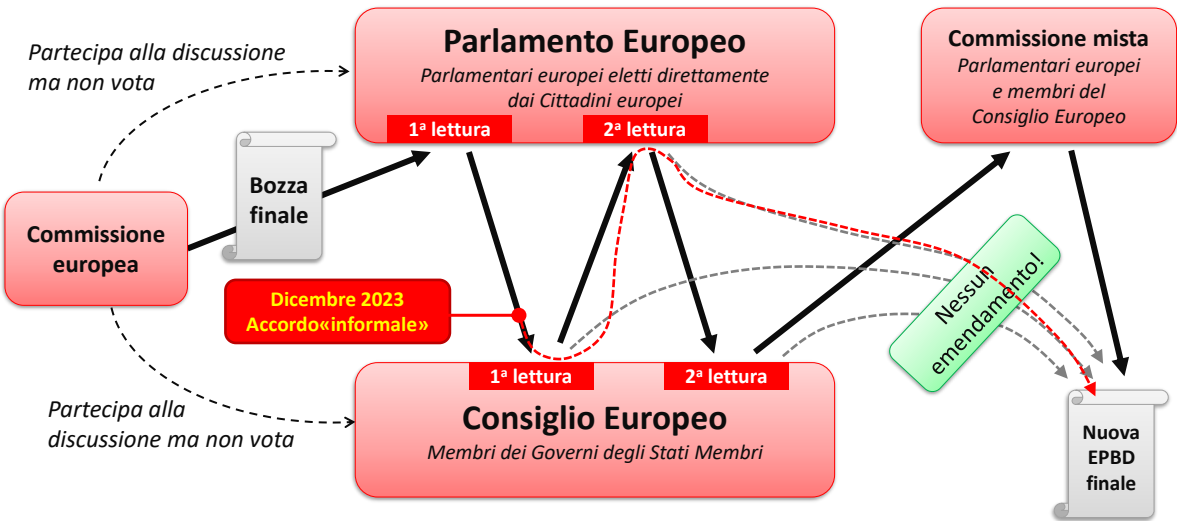 Partecipa alla discussione
ma non vota
Parlamento Europeo
Parlamentari europei eletti direttamente
dai Cittadini europei
1ª lettura
2ª lettura
Commissione mista
Parlamentari europei
e membri del
Consiglio Europeo
Bozza
finale
Commissione
europea
Dicembre 2023
Accordo«informale»
Nessun
emendamento!
1ª lettura
2ª lettura
Consiglio Europeo
Membri dei Governi degli Stati Membri
Partecipa alla
discussione ma non vota
Nuova
EPBD
finale